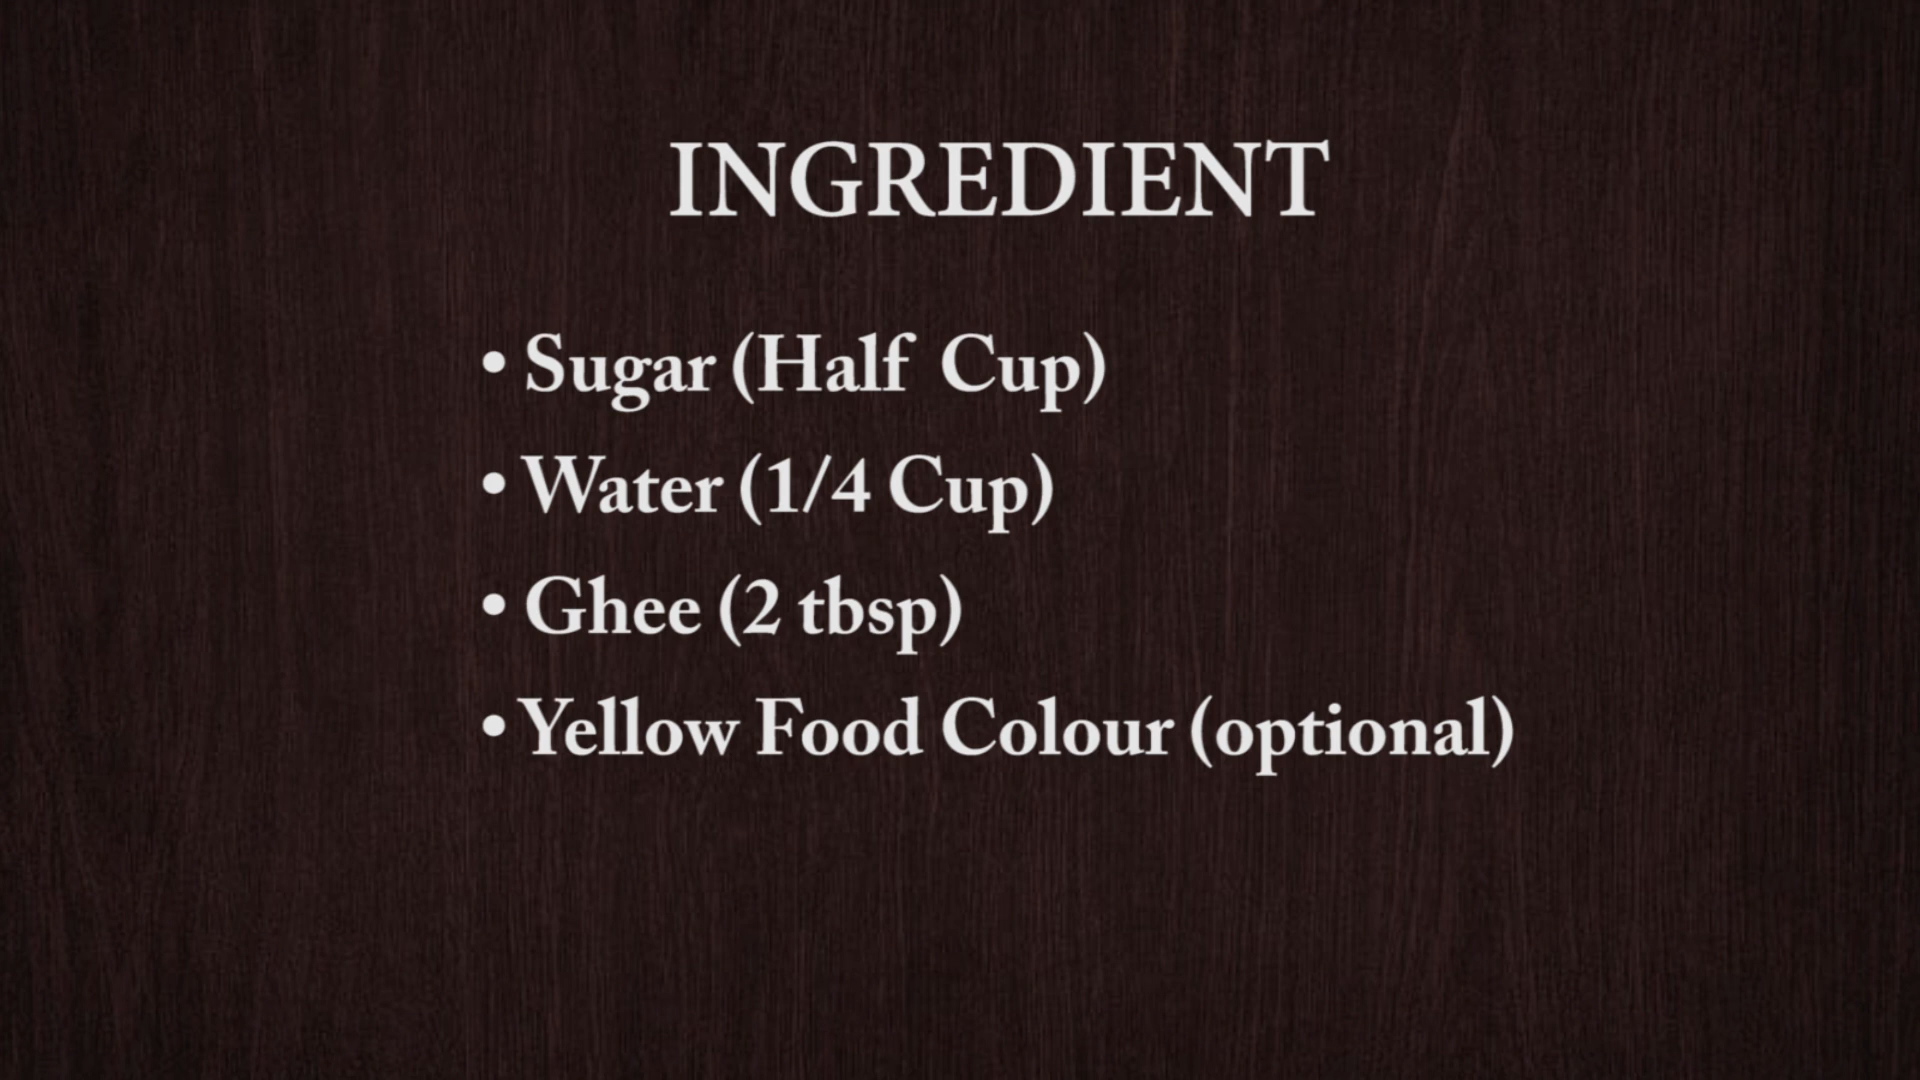 INGREDIENT
• Sugar (Half Cup)
• Water (1/4 Cup)
• Ghee (2 tbsp)
• Yellow Food Colour (optional)